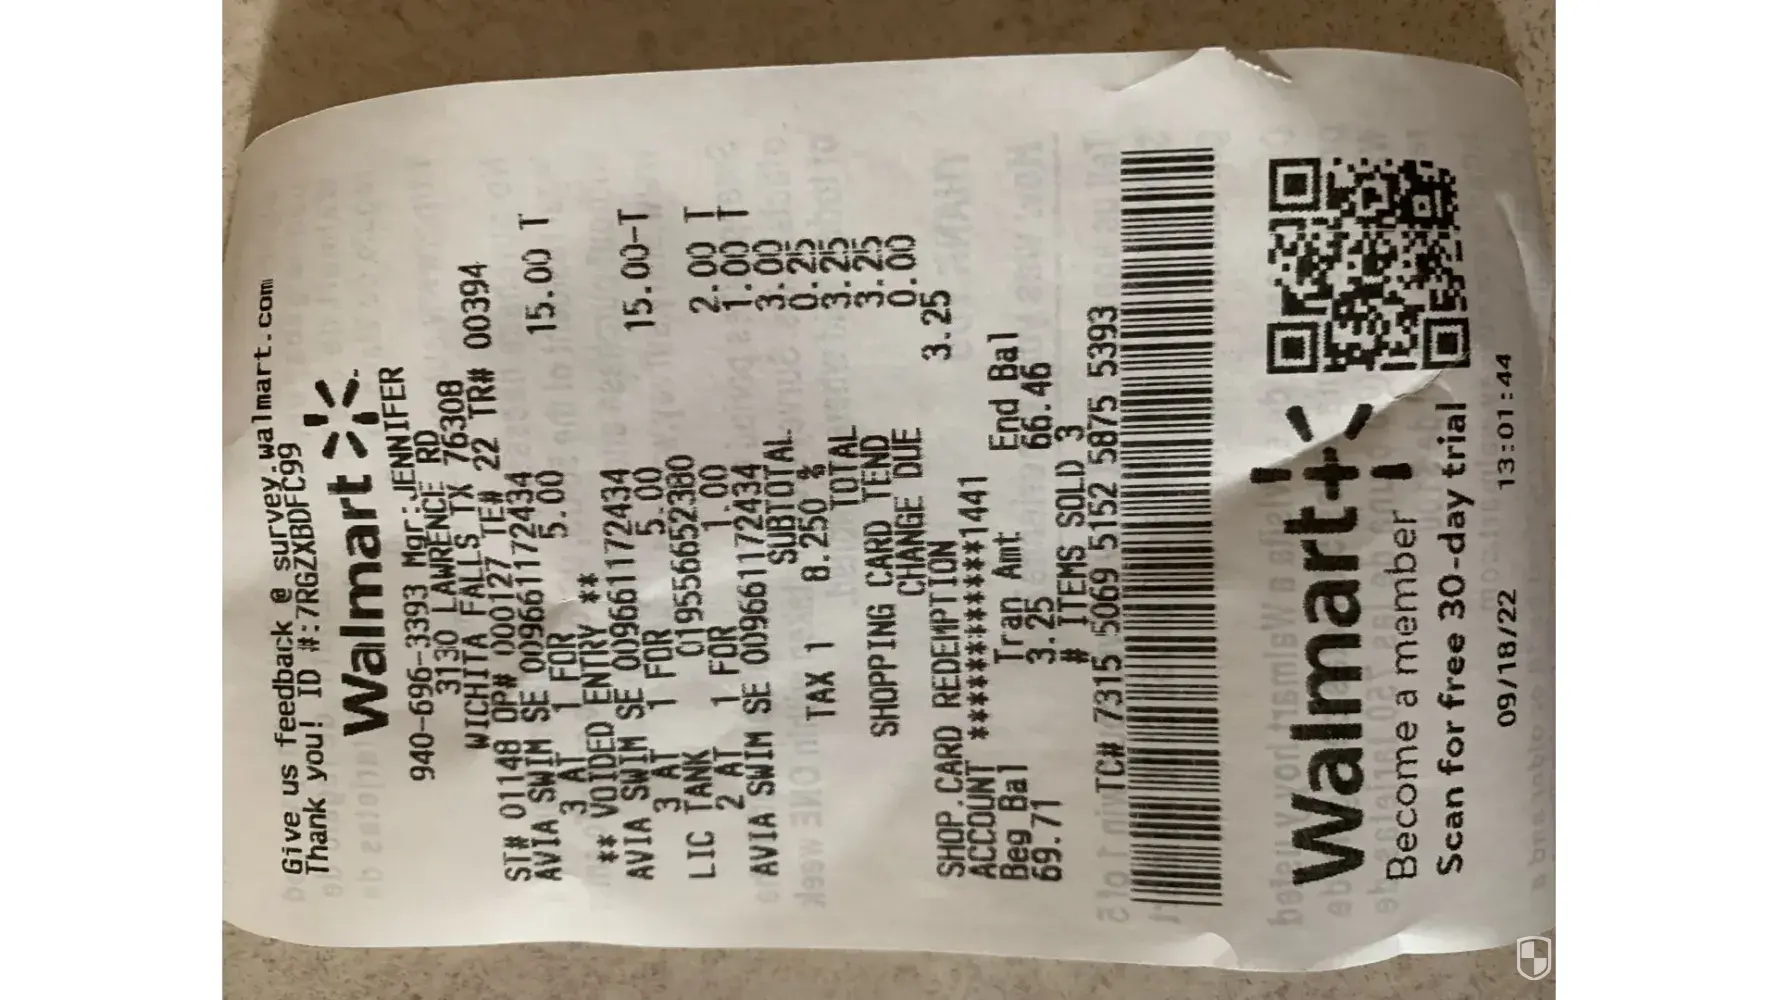 Give us feedback @ survey.walmart.com
Thank you! ID #:7RGZXBDFC99
Walmart
940-696-3393 Mgr:JENNIFER
3130 LAWRENCE RD
WICHITA FALLS TX 76308
ST# 01148 OP# 000127 TE# 22 TR# 00394
AVIA SWIM SE 009661172434
3 AT 1 FOR 5.00 15.00 T
** VOIDED ENTRY **
AVIA SWIM SE 009661172434
3 AT 1 FOR 5.00 15.00-T
LIC TANK 019556652380
2 AT 1 FOR 1.00 2.00 T
AVIA SWIM SE 009661172434 1.00 T
SUBTOTAL 3.00
TAX 1 8.250 % 0.25
TOTAL 3.25
SHOPPING CARD TEND 3.25
CHANGE DUE 0.00
SHOP.CARD REDEMPTION 3.25
ACCOUNT ************1441
Beg Bal Tran Amt End Bal
69.71 3.25 66.46
# ITEMS SOLD 3
TC# 7315 5069 5152 5875 5393
Walmart+
Become a member
Scan for free 30-day trial
09/18/22 13:01:44